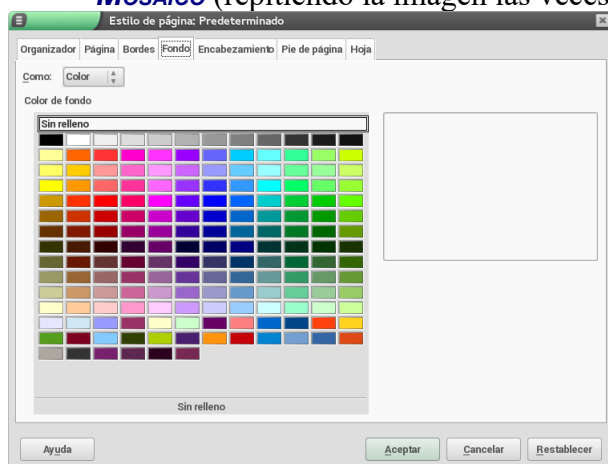 MOSAICO (repitiendo la imagen las veces
Estilo de página: Predeterminado
Organizador Página Bordes Fondo Encabezamiento Pie de página Hoja
Como: Color
Color de fondo
Sin relleno
Sin relleno
Ayuda Aceptar Cancelar Restablecer